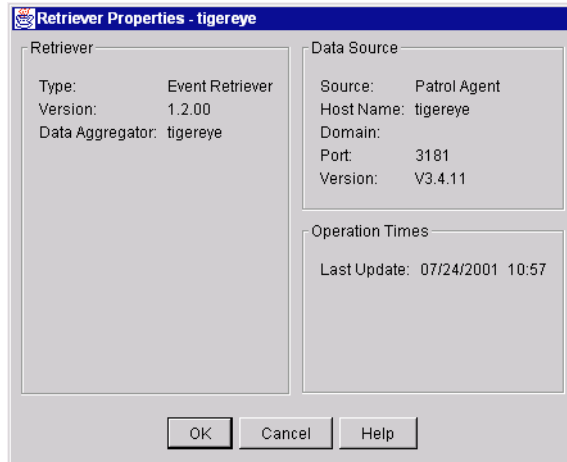 Retriever Properties - tigereye
Retriever
Type: Event Retriever
Version: 1.2.00
Data Aggregator: tigereye
Data Source
Source: Patrol Agent
Host Name: tigereye
Domain:
Port: 3181
Version: V3.4.11
Operation Times
Last Update: 07/24/2001 10:57
OK Cancel Help